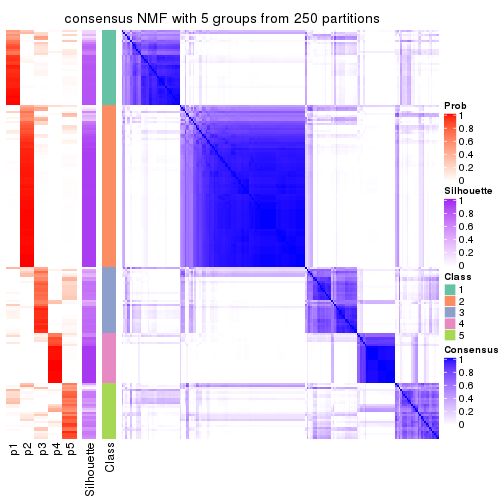 consensus NMF with 5 groups from 250 partitions
Prob
1
0.8
0.6
0.4
0.2
0
Silhouette
1
0.8
0.6
0.4
0.2
0
Class
1
2
3
4
5
Consensus
1
0.8
0.6
0.4
0.2
0
p1
p2
p3
p4
p5
Silhouette
Class